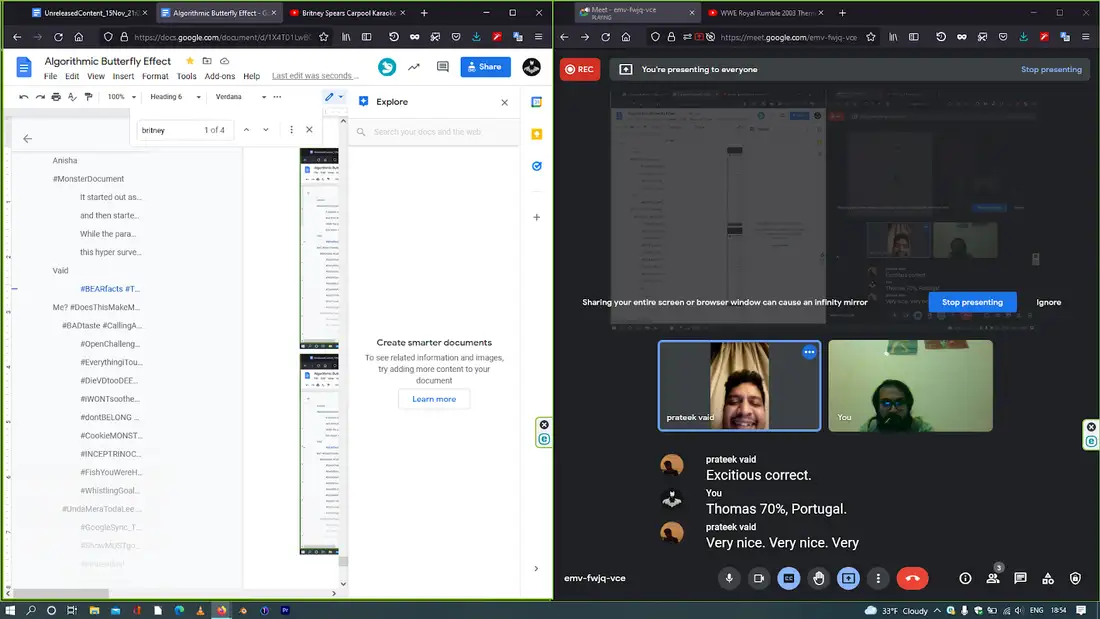 UnreleasedContent_15Nov_21
Algorithmic Butterfly Effect - G
Britney Spears Carpool Karaoke
https://docs.google.com/document/d/1X4TD1LwB
Algorithmic Butterfly Effect
File Edit View Insert Format Tools Add-ons Help Last edit was seconds ...
Share
100% Heading 6 Verdana
britney 1 of 4
Anisha
#MonsterDocument
It started out as...
and then starte...
While the para...
this hyper surve...
Vaid
#BEARfacts #T...
Me? #DoesThisMakeM...
#BADtaste #CallingA...
#OpenChalleng...
#EverythingiTou...
#DieVDtooDEE...
#iWONTsoothe...
#dontBELONG ...
#CookieMONST...
#INCEPTRINOC...
#FishYouWereH...
#WhistlingGoal...
#UndaMeraTodaLee...
#GoogleSync_T...
#ShowMUSTgo...
Explore
Search your docs and the web
Create smarter documents
To see related information and images,
try adding more content to your
document
Learn more
Meet - emv-fwjq-vce
PLAYING
WWE Royal Rumble 2003 Them
https://meet.google.com/emv-fwjq-vce
REC
You're presenting to everyone
Stop presenting
Sharing your entire screen or browser window can cause an infinity mirror
Stop presenting
Ignore
prateek vaid
You
prateek vaid
Excitious correct.
You
Thomas 70%, Portugal.
prateek vaid
Very nice. Very nice. Very
emv-fwjq-vce
3
33°F Cloudy
ENG
18:54